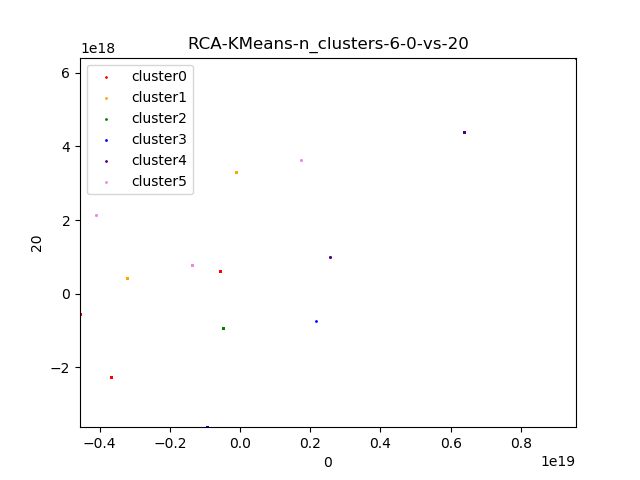 RCA-KMeans-n_clusters-6-0-vs-20
1e18
6
4
2
0
−2
20
cluster0
cluster1
cluster2
cluster3
cluster4
cluster5
−0.4 −0.2 0.0 0.2 0.4 0.6 0.8
0
1e19